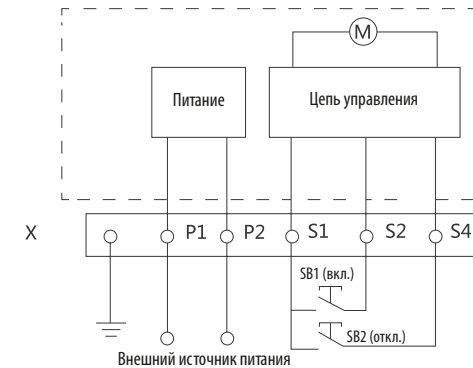 M
Питание
Цепь управления
X
P1 P2 S1 S2 S4
SB1 (вкл.)
SB2 (откл.)
Внешний источник питания